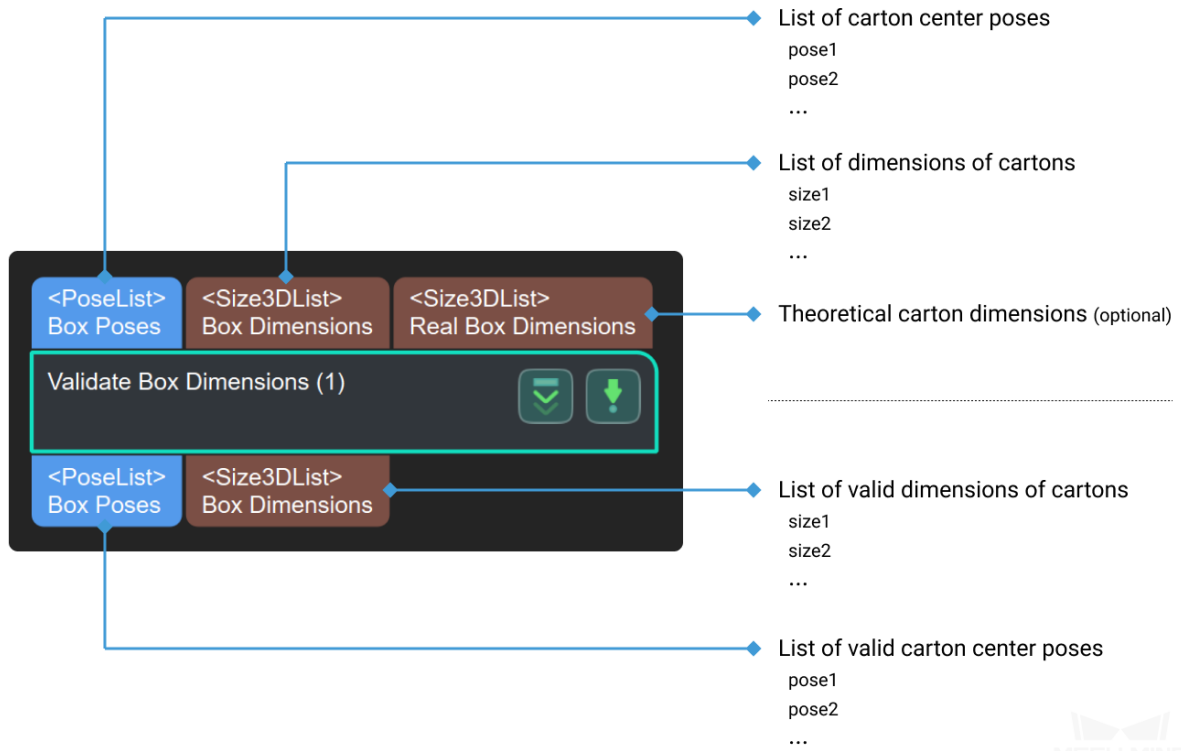 List of carton center poses
pose1
pose2
...
List of dimensions of cartons
size1
size2
...
<PoseList>
Box Poses
<Size3DList>
Box Dimensions
<Size3DList>
Real Box Dimensions
Theoretical carton dimensions (optional)
Validate Box Dimensions (1)
<PoseList>
Box Poses
<Size3DList>
Box Dimensions
List of valid dimensions of cartons
size1
size2
...
List of valid carton center poses
pose1
pose2
...